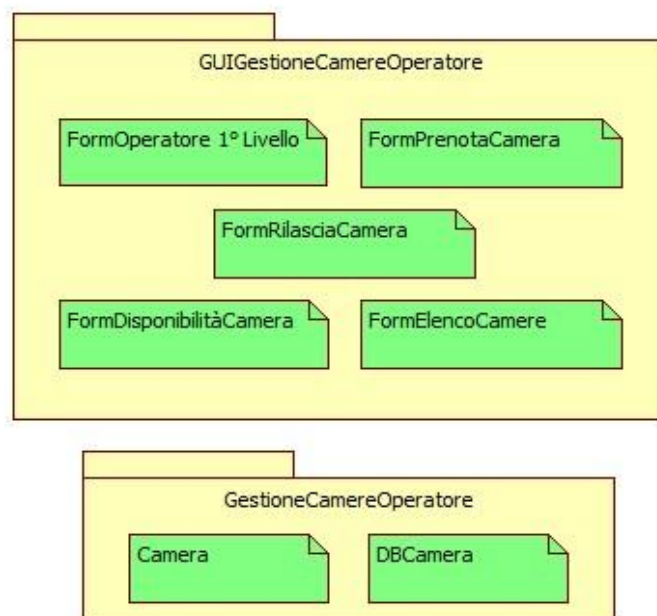 GUIGestioneCamereOperatore
FormOperatore 1° Livello
FormPrenotaCamera
FormRilasciaCamera
FormDisponibilitàCamera
FormElencoCamere
GestioneCamereOperatore
Camera
DBCamera